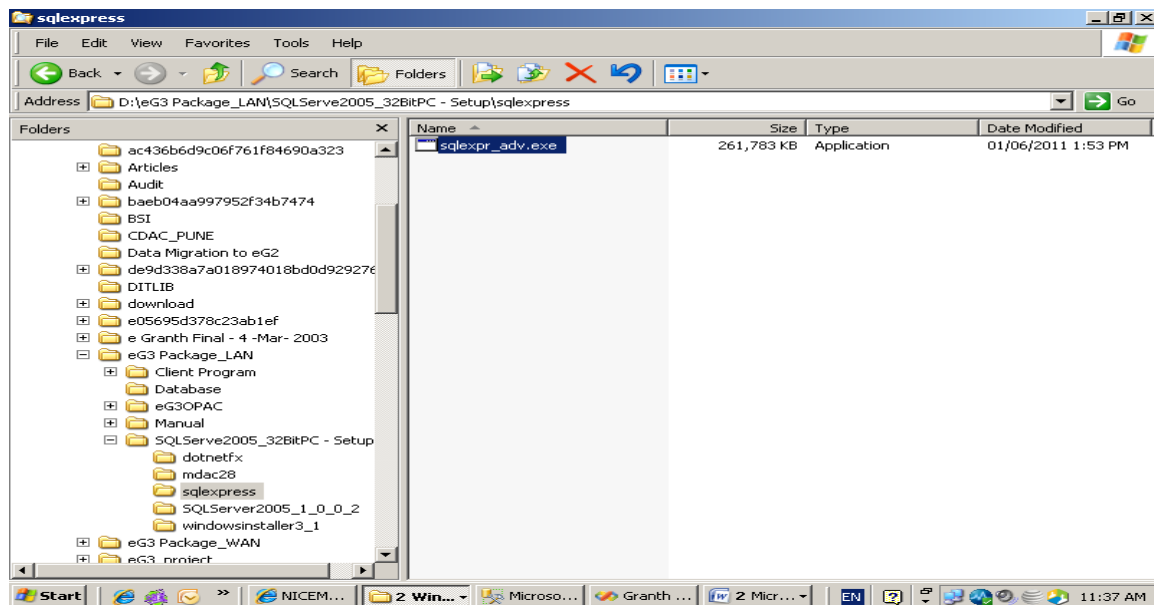 sqlexpress
File Edit View Favorites Tools Help
Back Search Folders
Address D:\eG3 Package_LAN\SQLServe2005_32BitPC - Setup\sqlexpress Go
Folders
Name Size Type Date Modified
sqlexpr_adv.exe 261,783 KB Application 01/06/2011 1:53 PM
ac436b6d9c06f761f84690a323
Articles
Audit
baeb04aa997952f34b7474
BSI
CDAC_PUNE
Data Migration to eG2
de9d338a7a018974018bd0d929276
DITLIB
download
e05695d378c23ab1ef
e Granth Final - 4 -Mar- 2003
eG3 Package_LAN
Client Program
Database
eG3OPAC
Manual
SQLServe2005_32BitPC - Setup
dotnetfx
mdac28
sqlexpress
SQLServer2005_1_0_0_2
windowsinstaller3_1
eG3 Package_WAN
eG3_project
Start NICEM... 2 Win... Microso... Granth ... 2 Micr... EN 11:37 AM